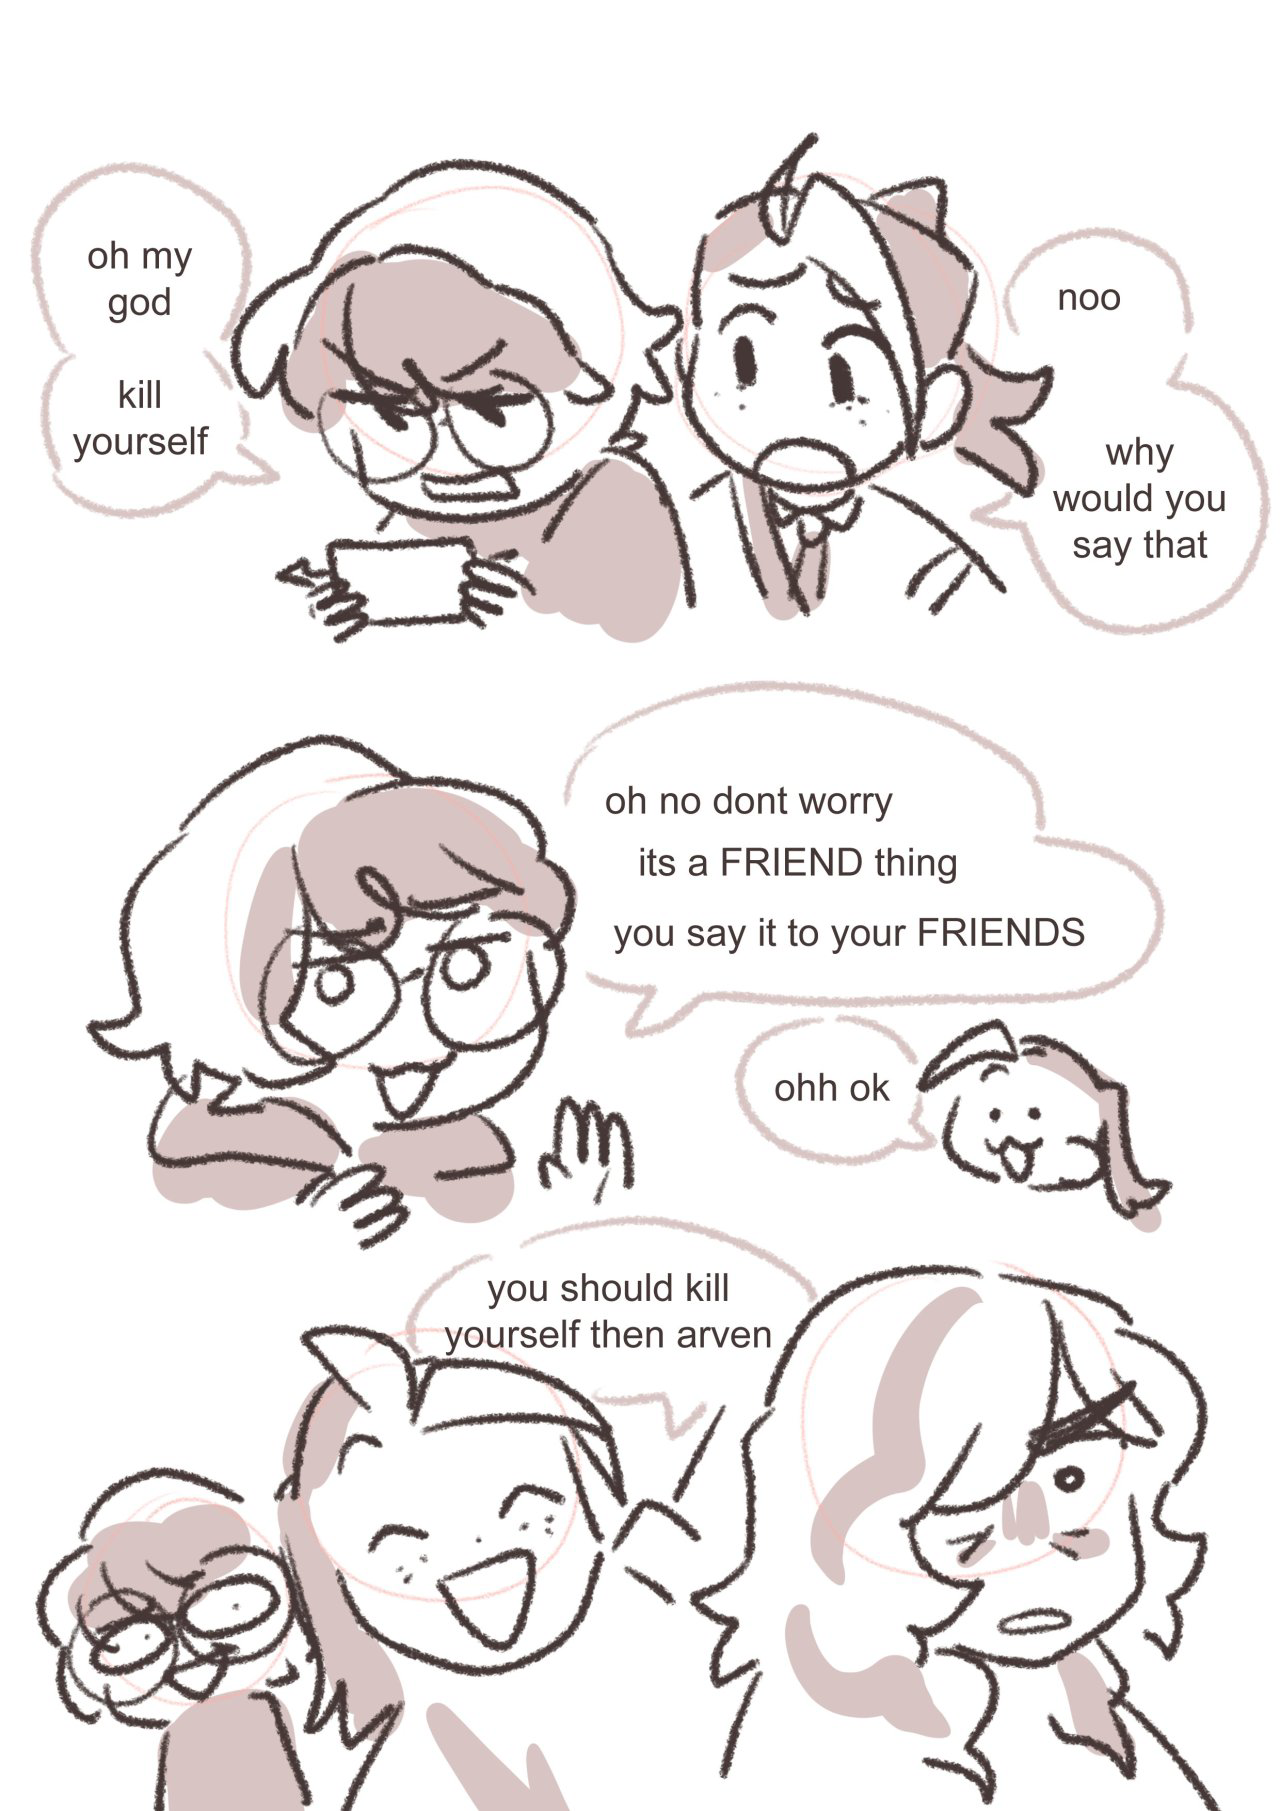 oh my
god
kill
yourself
noo
why
would you
say that
oh no dont worry
its a FRIEND thing
you say it to your FRIENDS
ohh ok
you should kill
yourself then arven